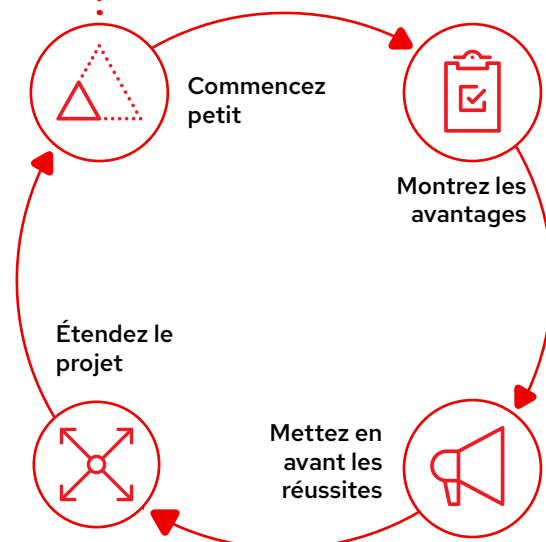 Commencez
petit
Montrez les
avantages
Étendez le
projet
Mettez en
avant les
réussites